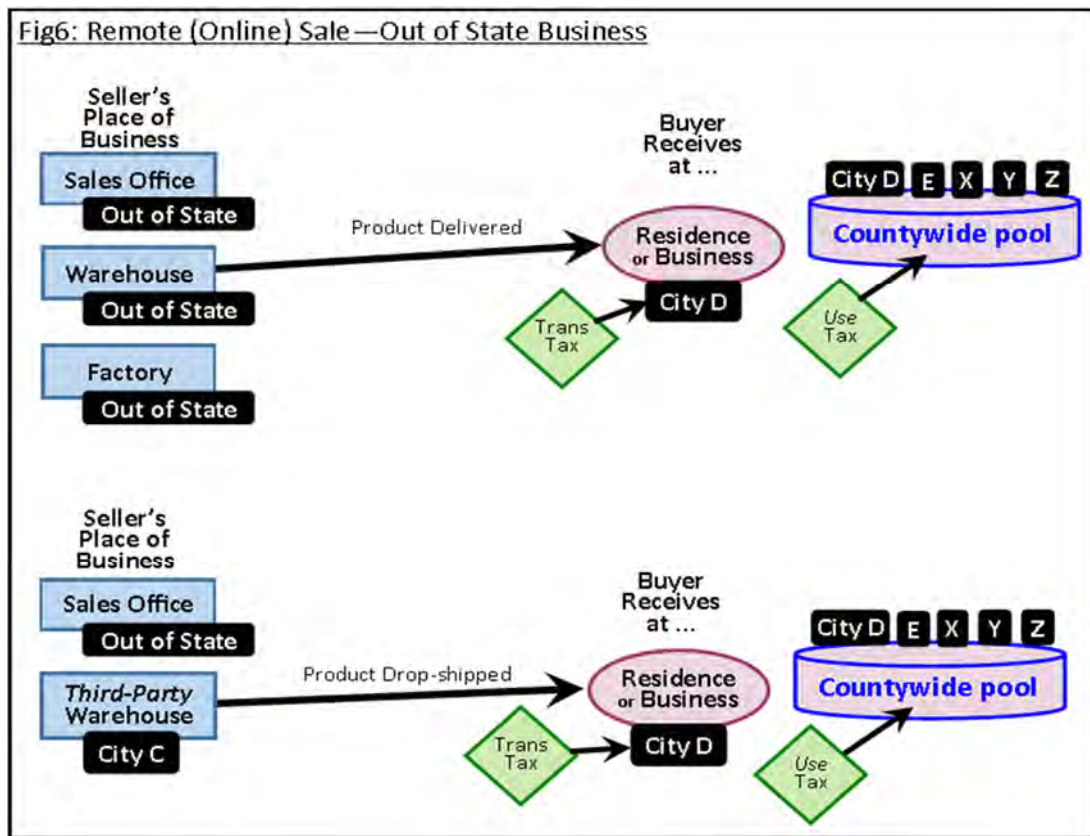 Fig6: Remote (Online) Sale—Out of State Business
Seller's
Place of
Business
Sales Office
Out of State
Warehouse
Out of State
Factory
Out of State
Product Delivered
Buyer
Receives
at ...
Residence
or Business
City D
Trans
Tax
City D
E
X
Y
Z
Countywide pool
Use
Tax
Seller's
Place of
Business
Sales Office
Out of State
Third-Party
Warehouse
City C
Product Drop-shipped
Buyer
Receives
at ...
Residence
or Business
City D
Trans
Tax
City D
E
X
Y
Z
Countywide pool
Use
Tax